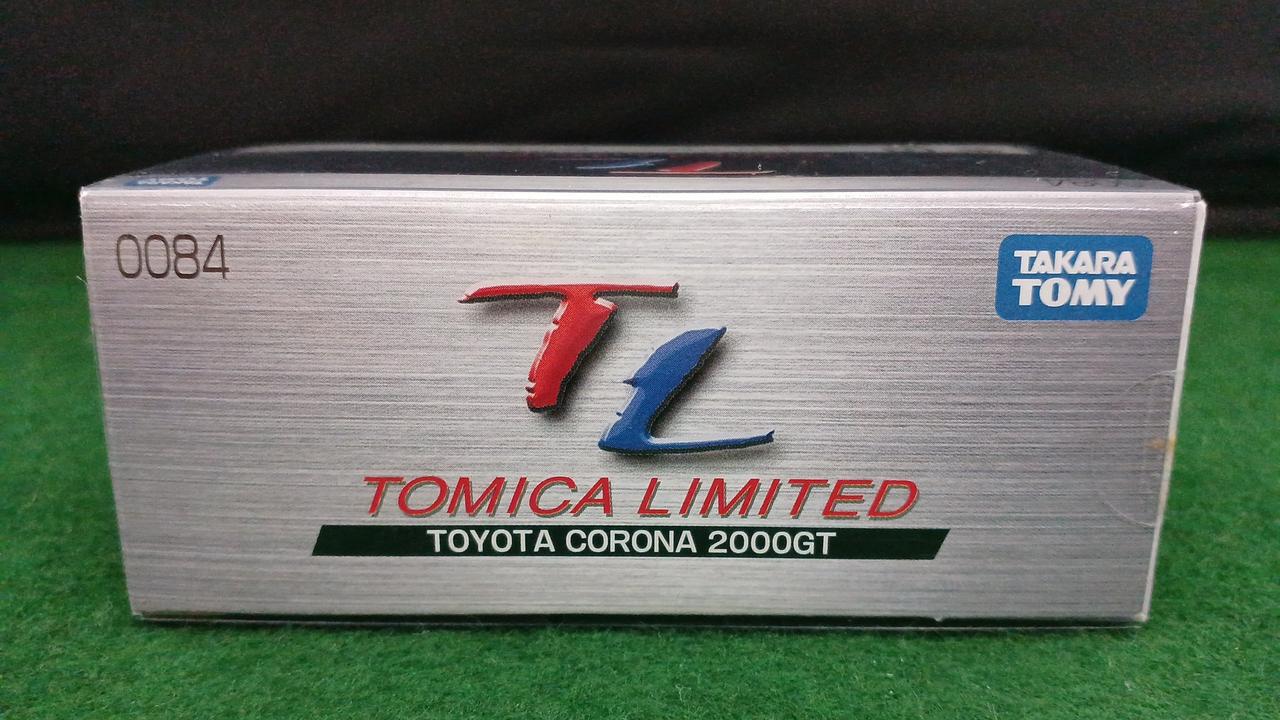 0084
TAKARA
TOMY
TL
TOMICA LIMITED
TOYOTA CORONA 2000GT